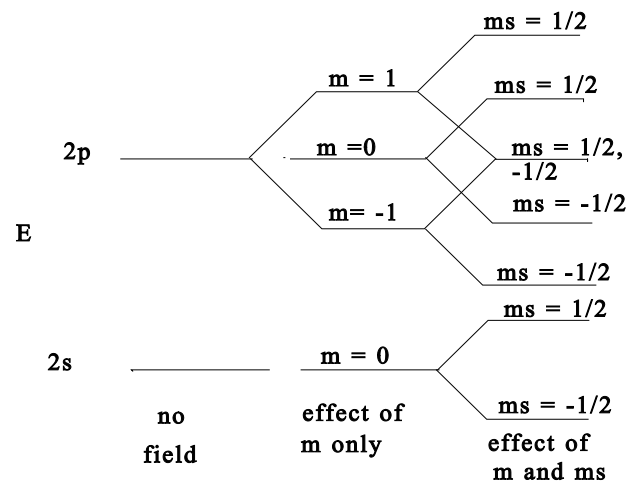 ms = 1/2
m = 1
ms = 1/2
2p
m =0
ms = 1/2,
-1/2
ms = -1/2
m= -1
E
ms = -1/2
ms = 1/2
2s
m = 0
ms = -1/2
no
field
effect of
m only
effect of
m and ms